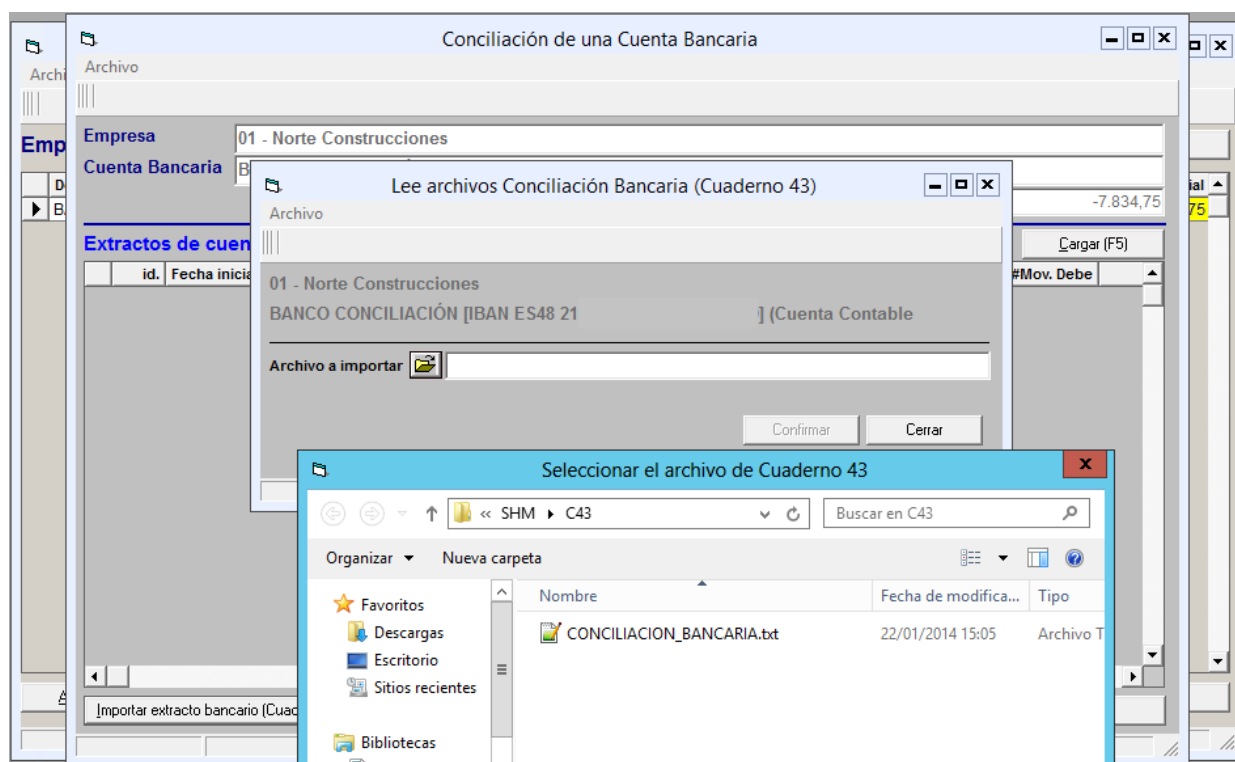 Conciliación de una Cuenta Bancaria
Archivo
Empresa 01 - Norte Construcciones
Cuenta Bancaria
-7.834,75
75
Extractos de
Cargar (F5)
id. Fecha #Mov. Debe
Lee archivos Conciliación Bancaria (Cuaderno 43)
Archivo
01 - Norte Construcciones
BANCO CONCILIACIÓN [IBAN ES48 21 ] (Cuenta Contable
Archivo a importar
Confirmar Cerrar
Seleccionar el archivo de Cuaderno 43
« SHM C43 Buscar en C43
Organizar Nueva carpeta
Nombre Fecha de modifica... Tipo
Favoritos
Descargas
Escritorio
Sitios recientes
Bibliotecas
CONCILIACION_BANCARIA.txt 22/01/2014 15:05 Archivo T
Importar extracto bancario